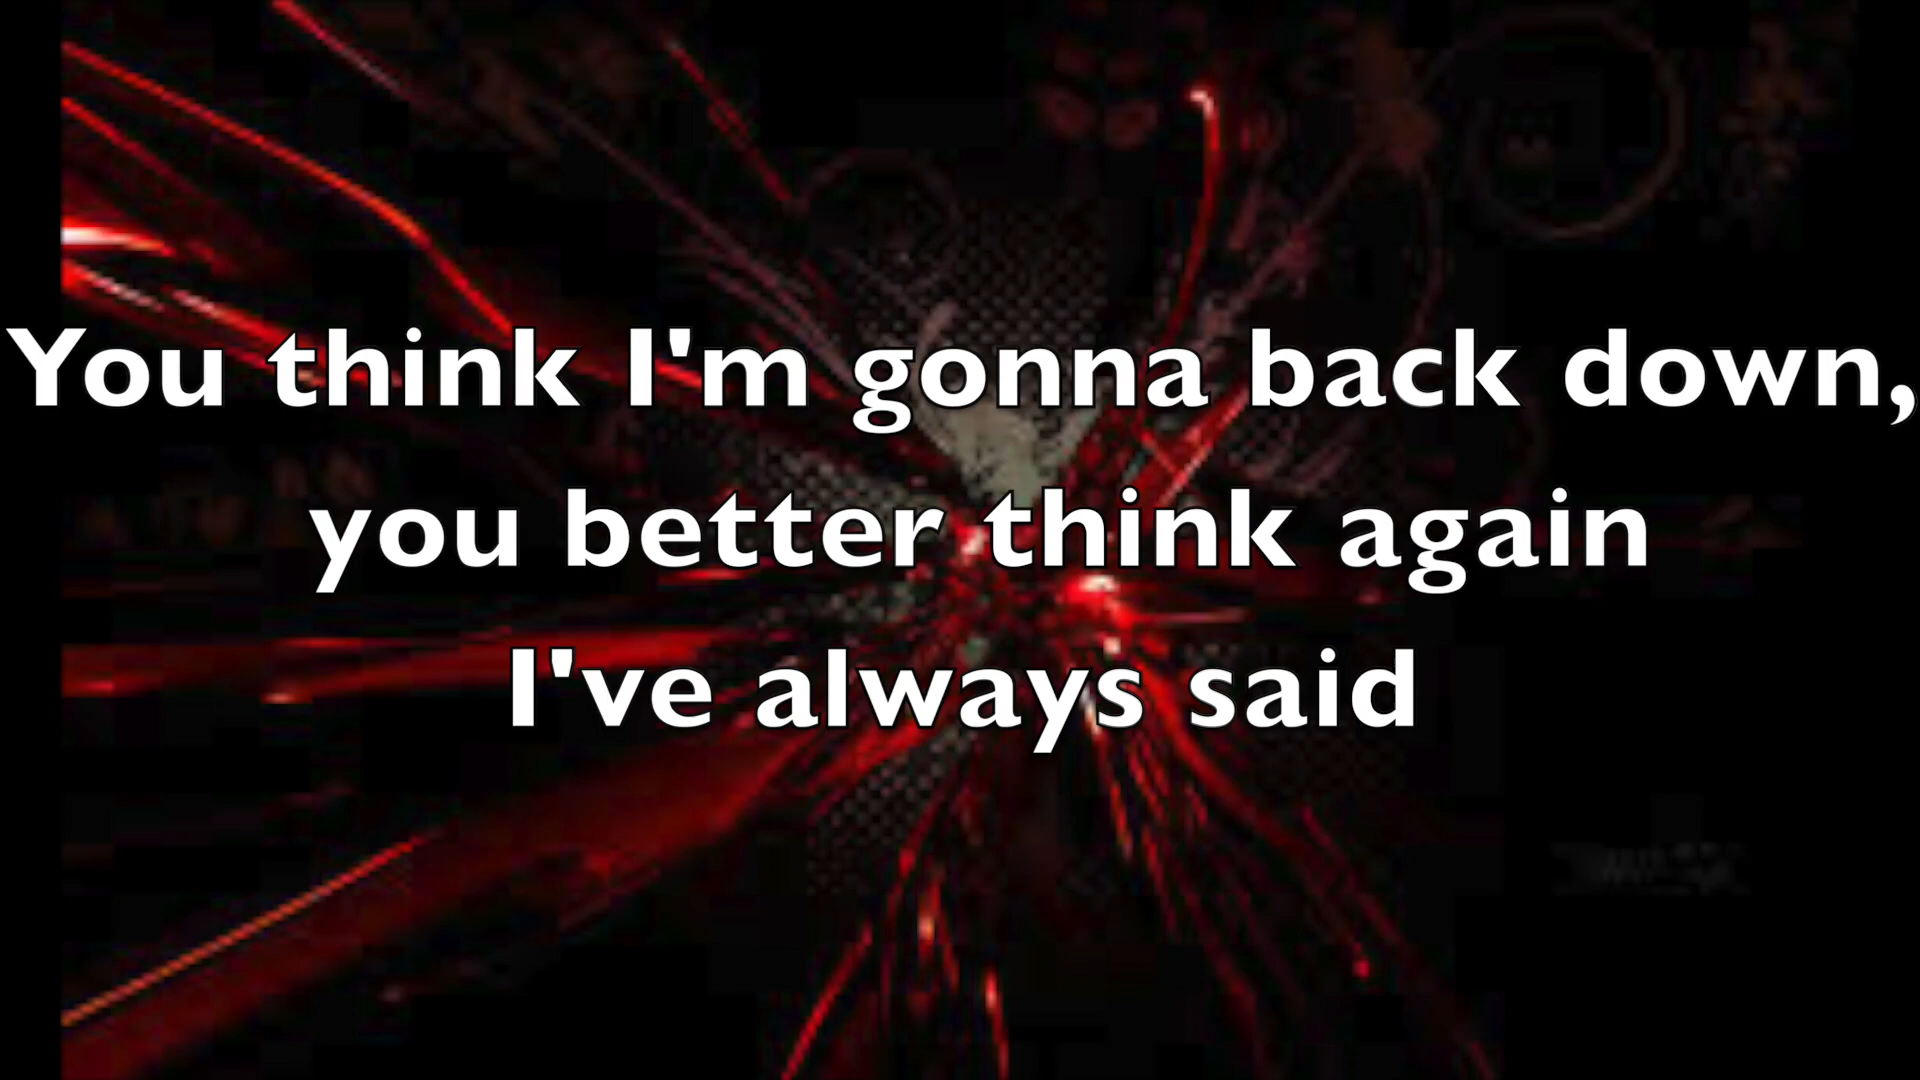 You think I'm gonna back down,
you better think again
I've always said